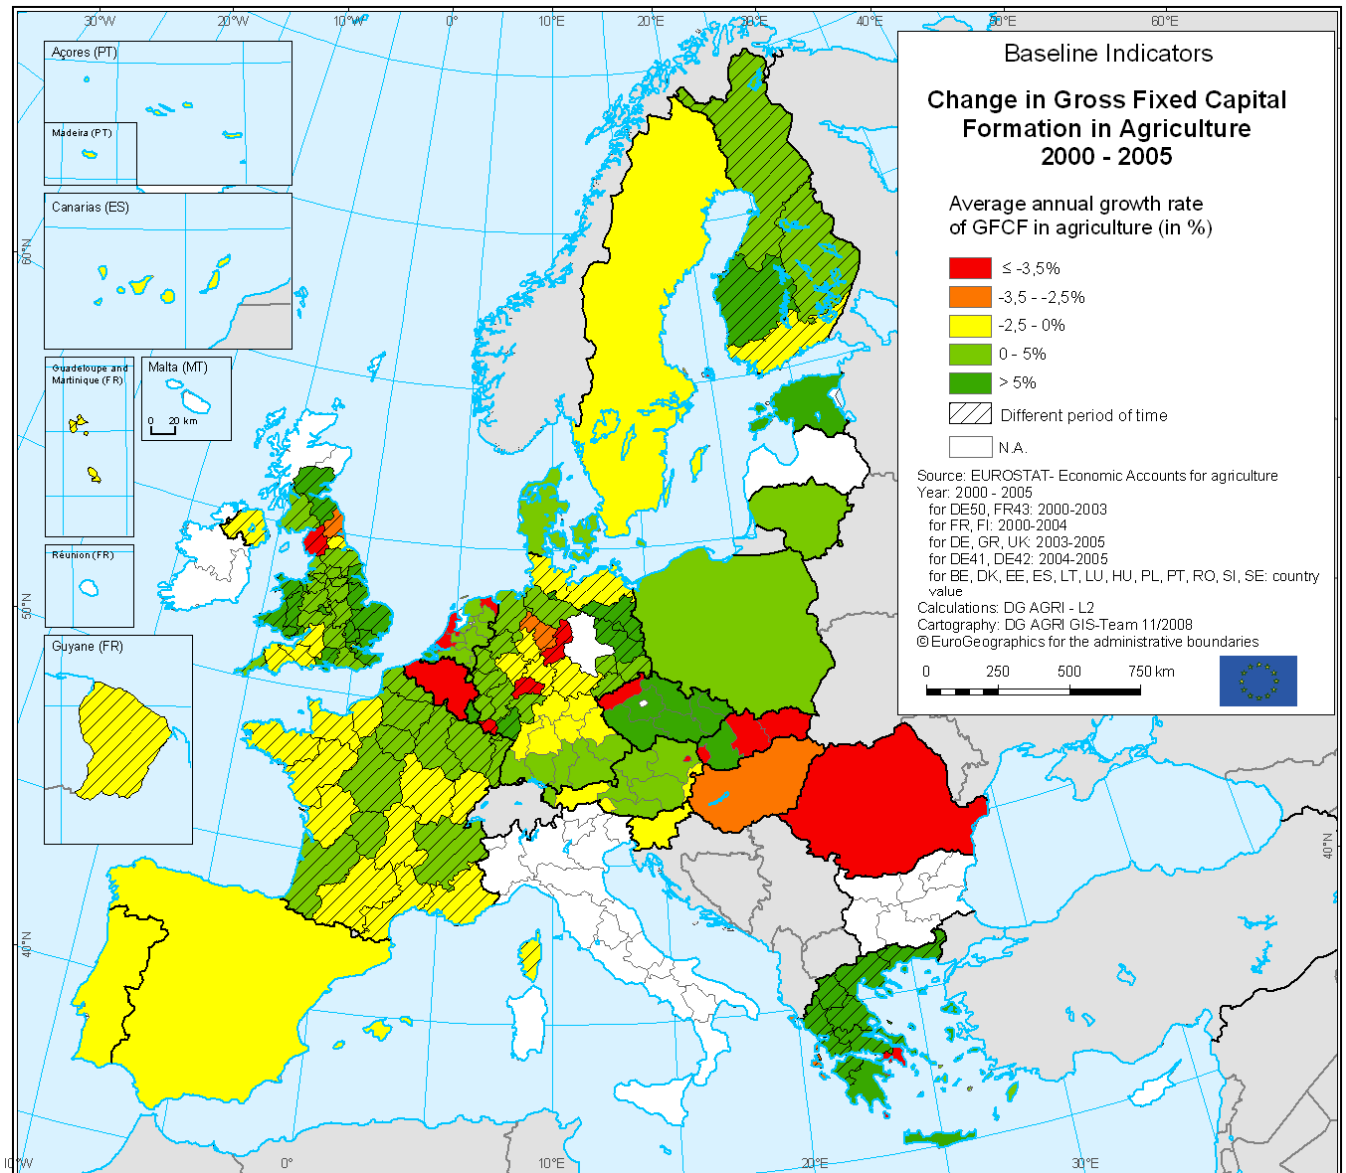 30°W 20°W 10°W 0° 10°E 20°E 30°E 40°E 50°E 60°E
Açores (PT)
Madeira (PT)
Canarias (ES)
Guadeloupe and
Martinique (FR)
Malta (MT)
0 20 km
Réunion (FR)
Guyane (FR)
60°N
50°N
40°N
40°N
Baseline Indicators
Change in Gross Fixed Capital
Formation in Agriculture
2000 - 2005
Average annual growth rate
of GFCF in agriculture (in %)
≤ -3,5%
-3,5 - -2,5%
-2,5 - 0%
0 - 5%
> 5%
Different period of time
N.A.
Source: EUROSTAT- Economic Accounts for agriculture
Year: 2000 - 2005
for DE50, FR43: 2000-2003
for FR, FI: 2000-2004
for DE, GR, UK: 2003-2005
for DE41, DE42: 2004-2005
for BE, DK, EE, ES, LT, LU, HU, PL, PT, RO, SI, SE: country
value
Calculations: DG AGRI - L2
Cartography: DG AGRI GIS-Team 11/2008
© EuroGeographics for the administrative boundaries
0 250 500 750 km
10°W 0° 10°E 20°E 30°E